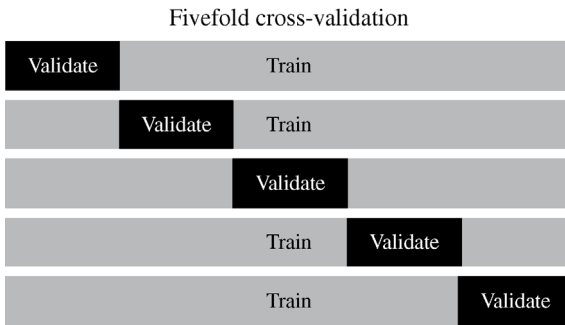 Fivefold cross-validation
Validate Train
Validate Train
Validate
Train Validate
Train Validate